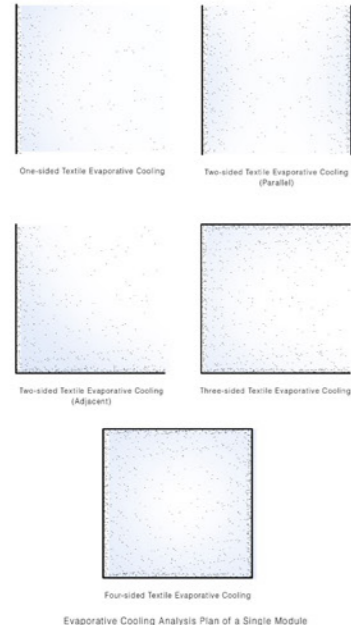 One-sided Textile Evaporative Cooling
Two-sided Textile Evaporative Cooling
(Parallel)
Two-sided Textile Evaporative Cooling
(Adjacent)
Three-sided Textile Evaporative Cooling
Four-sided Textile Evaporative Cooling
Evaporative Cooling Analysis Plan of a Single Module